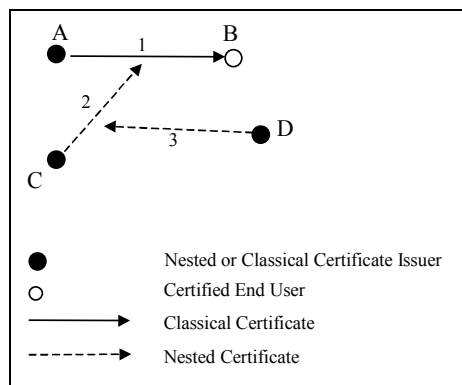 A
B
1
2
D
3
C
Nested or Classical Certificate Issuer
Certified End User
Classical Certificate
Nested Certificate